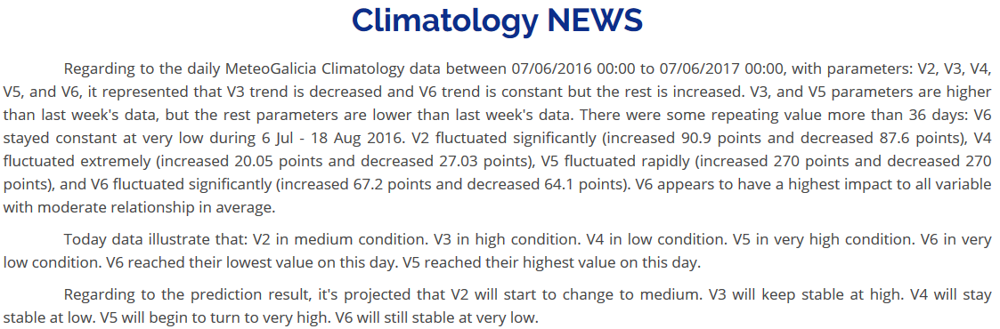 Climatology NEWS
Regarding to the daily MeteoGalicia Climatology data between 07/06/2016 00:00 to 07/06/2017 00:00, with parameters: V2, V3, V4,
V5, and V6, it represented that V3 trend is decreased and V6 trend is constant but the rest is increased. V3, and V5 parameters are higher
than last week's data, but the rest parameters are lower than last week's data. There were some repeating value more than 36 days: V6
stayed constant at very low during 6 Jul - 18 Aug 2016. V2 fluctuated significantly (increased 90.9 points and decreased 87.6 points), V4
fluctuated extremely (increased 20.05 points and decreased 27.03 points), V5 fluctuated rapidly (increased 270 points and decreased 270
points), and V6 fluctuated significantly (increased 67.2 points and decreased 64.1 points). V6 appears to have a highest impact to all variable
with moderate relationship in average.
Today data illustrate that: V2 in medium condition. V3 in high condition. V4 in low condition. V5 in very high condition. V6 in very
low condition. V6 reached their lowest value on this day. V5 reached their highest value on this day.
Regarding to the prediction result, it's projected that V2 will start to change to medium. V3 will keep stable at high. V4 will stay
stable at low. V5 will begin to turn to very high. V6 will still stable at very low.